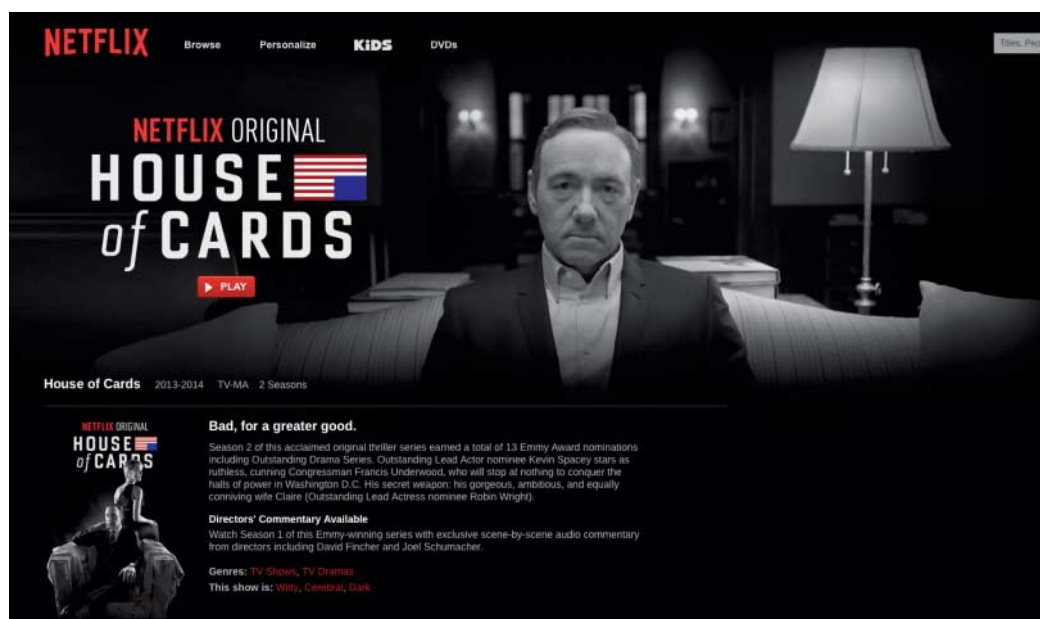 NETFLIX Browse Personalize KiDS DVDs
NETFLIX ORIGINAL
HOUSE
of CARDS
PLAY
House of Cards 2013-2014 TV-MA 2 Seasons
NETFLIX ORIGINAL
HOUSE
of CARDS
Bad, for a greater good.
Season 2 of this acclaimed original thriller series earned a total of 13 Emmy Award nominations
including Outstanding Drama Series. Outstanding Lead Actor nominee Kevin Spacey stars as
ruthless, cunning Congressman Francis Underwood, who will stop at nothing to conquer the
halls of power in Washington D.C. His secret weapon: his gorgeous, ambitious, and equally
conniving wife Claire (Outstanding Lead Actress nominee Robin Wright).
Directors' Commentary Available
Watch Season 1 of this Emmy-winning series with exclusive scene-by-scene audio commentary
from directors including David Fincher and Joel Schumacher.
Genres: TV Shows, TV Dramas
This show is: Witty, Cerebral, Dark